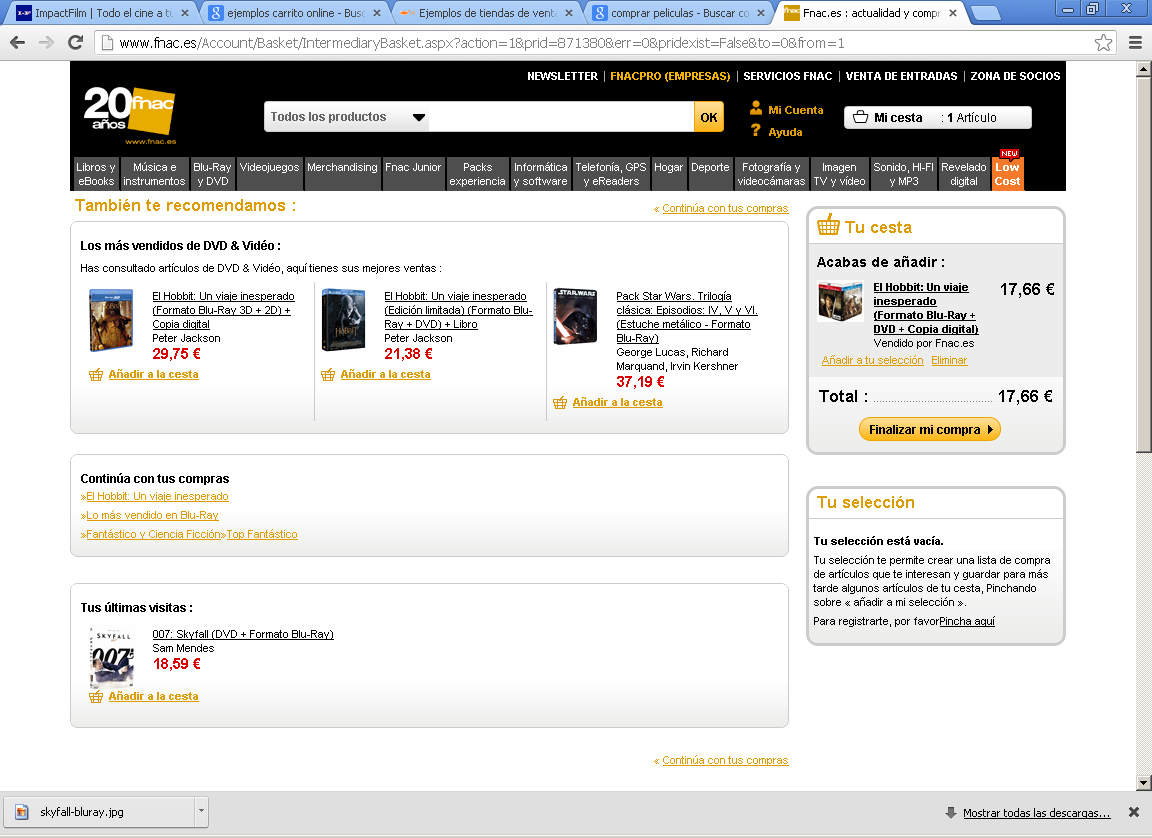 ImpactFilm | Todo el cine a tu
ejemplos carrito online - Busc
Ejemplos de tiendas de vent
comprar peliculas - Buscar co
Fnac.es : actualidad y compr
www.fnac.es/Account/Basket/IntermediaryBasket.aspx?action=1&prid=871380&err=0&pridexist=False&to=0&from=1
NEWSLETTER | FNACPRO (EMPRESAS) | SERVICIOS FNAC | VENTA DE ENTRADAS | ZONA DE SOCIOS
20 años fnac
www.fnac.es
Todos los productos
OK
Mi Cuenta
Ayuda
Mi cesta : 1 Artículo
Libros y eBooks
Música e instrumentos
Blu-Ray y DVD
Videojuegos
Merchandising
Fnac Junior
Packs experiencia
Informática y software
Telefonía, GPS y eReaders
Hogar
Deporte
Fotografía y videocámaras
Imagen TV y vídeo
Sonido, HI-FI y MP3
Revelado digital
NEW
Low Cost
También te recomendamos :
« Continúa con tus compras
Los más vendidos de DVD & Vidéo :
Has consultado artículos de DVD & Vidéo, aquí tienes sus mejores ventas :
El Hobbit: Un viaje inesperado
(Formato Blu-Ray 3D + 2D) +
Copia digital
Peter Jackson
29,75 €
Añadir a la cesta
El Hobbit: Un viaje inesperado
(Edición limitada) (Formato Blu-
Ray + DVD) + Libro
Peter Jackson
21,38 €
Añadir a la cesta
STAR WARS
Pack Star Wars. Trilogía
clásica: Episodios: IV, V y VI.
(Estuche metálico - Formato
Blu-Ray)
George Lucas, Richard
Marquand, Irvin Kershner
37,19 €
Añadir a la cesta
Continúa con tus compras
»El Hobbit: Un viaje inesperado
»Lo más vendido en Blu-Ray
»Fantástico y Ciencia Ficción»Top Fantástico
Tus últimas visitas :
SKYFALL
007
007: Skyfall (DVD + Formato Blu-Ray)
Sam Mendes
18,59 €
Añadir a la cesta
« Continúa con tus compras
Tu cesta
Acabas de añadir :
El Hobbit: Un viaje
inesperado
(Formato Blu-Ray +
DVD + Copia digital)
17,66 €
Vendido por Fnac.es
Añadir a tu selección Eliminar
Total : 17,66 €
Finalizar mi compra
Tu selección
Tu selección está vacía.
Tu selección te permite crear una lista de compra
de artículos que te interesan y guardar para más
tarde algunos artículos de tu cesta, Pinchando
sobre « añadir a mi selección ».
Para registrarte, por favorPincha aquí
skyfall-bluray.jpg
Mostrar todas las descargas...